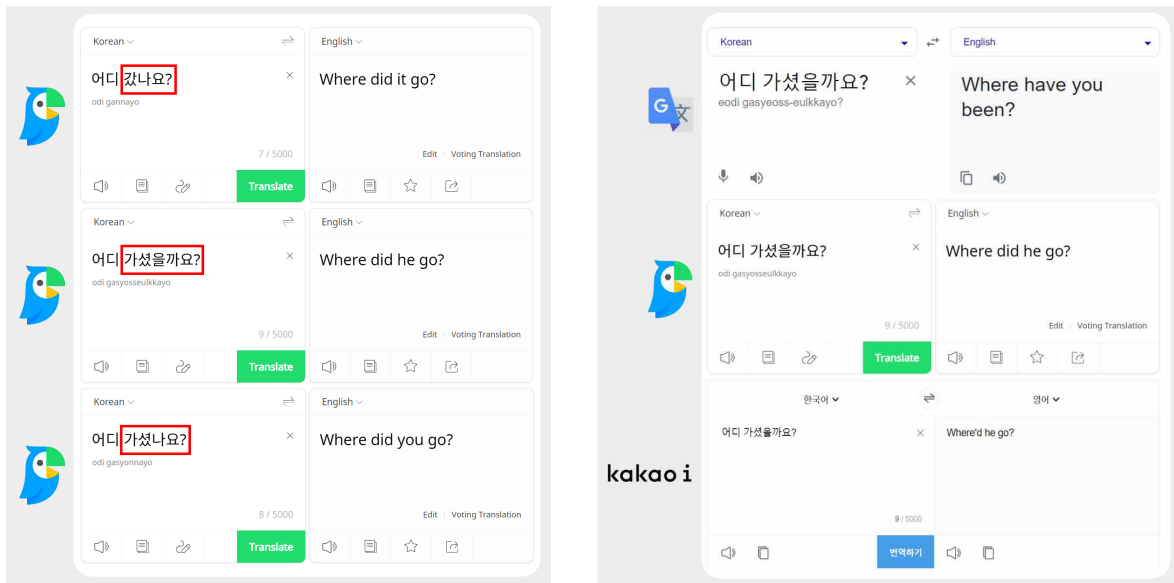 Korean
English
어디 갔나요?
Where did it go?
odi gannayo
7 / 5000
Edit | Voting Translation
Translate
Korean
English
어디 가셨을까요?
Where did he go?
odi gasyosseulkkayo
9 / 5000
Edit | Voting Translation
Translate
Korean
English
어디 가셨나요?
Where did you go?
odi gasyonnayo
8 / 5000
Edit | Voting Translation
Translate
G 文
Korean
English
어디 가셨을까요?
eodi gasyeoss-eulkkayo?
Where have you
been?
Korean
English
어디 가셨을까요?
Where did he go?
odi gasyosseulkkayo
9 / 5000
Edit | Voting Translation
Translate
kakao i
한국어
영어
어디 가셨을까요?
Where'd he go?
9 / 5000
번역하기